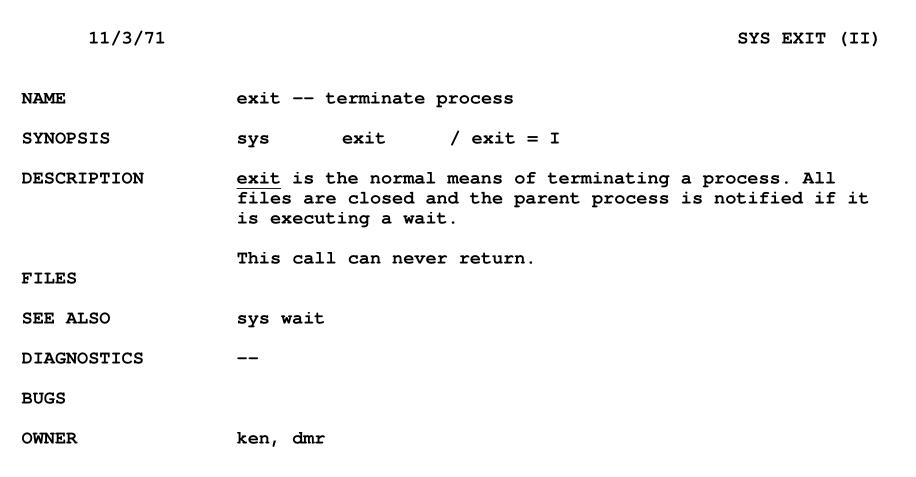 11/3/71 SYS EXIT (II)
NAME exit -- terminate process
SYNOPSIS sys exit / exit = I
DESCRIPTION exit is the normal means of terminating a process. All
files are closed and the parent process is notified if it
is executing a wait.
This call can never return.
FILES
SEE ALSO sys wait
DIAGNOSTICS --
BUGS
OWNER ken, dmr